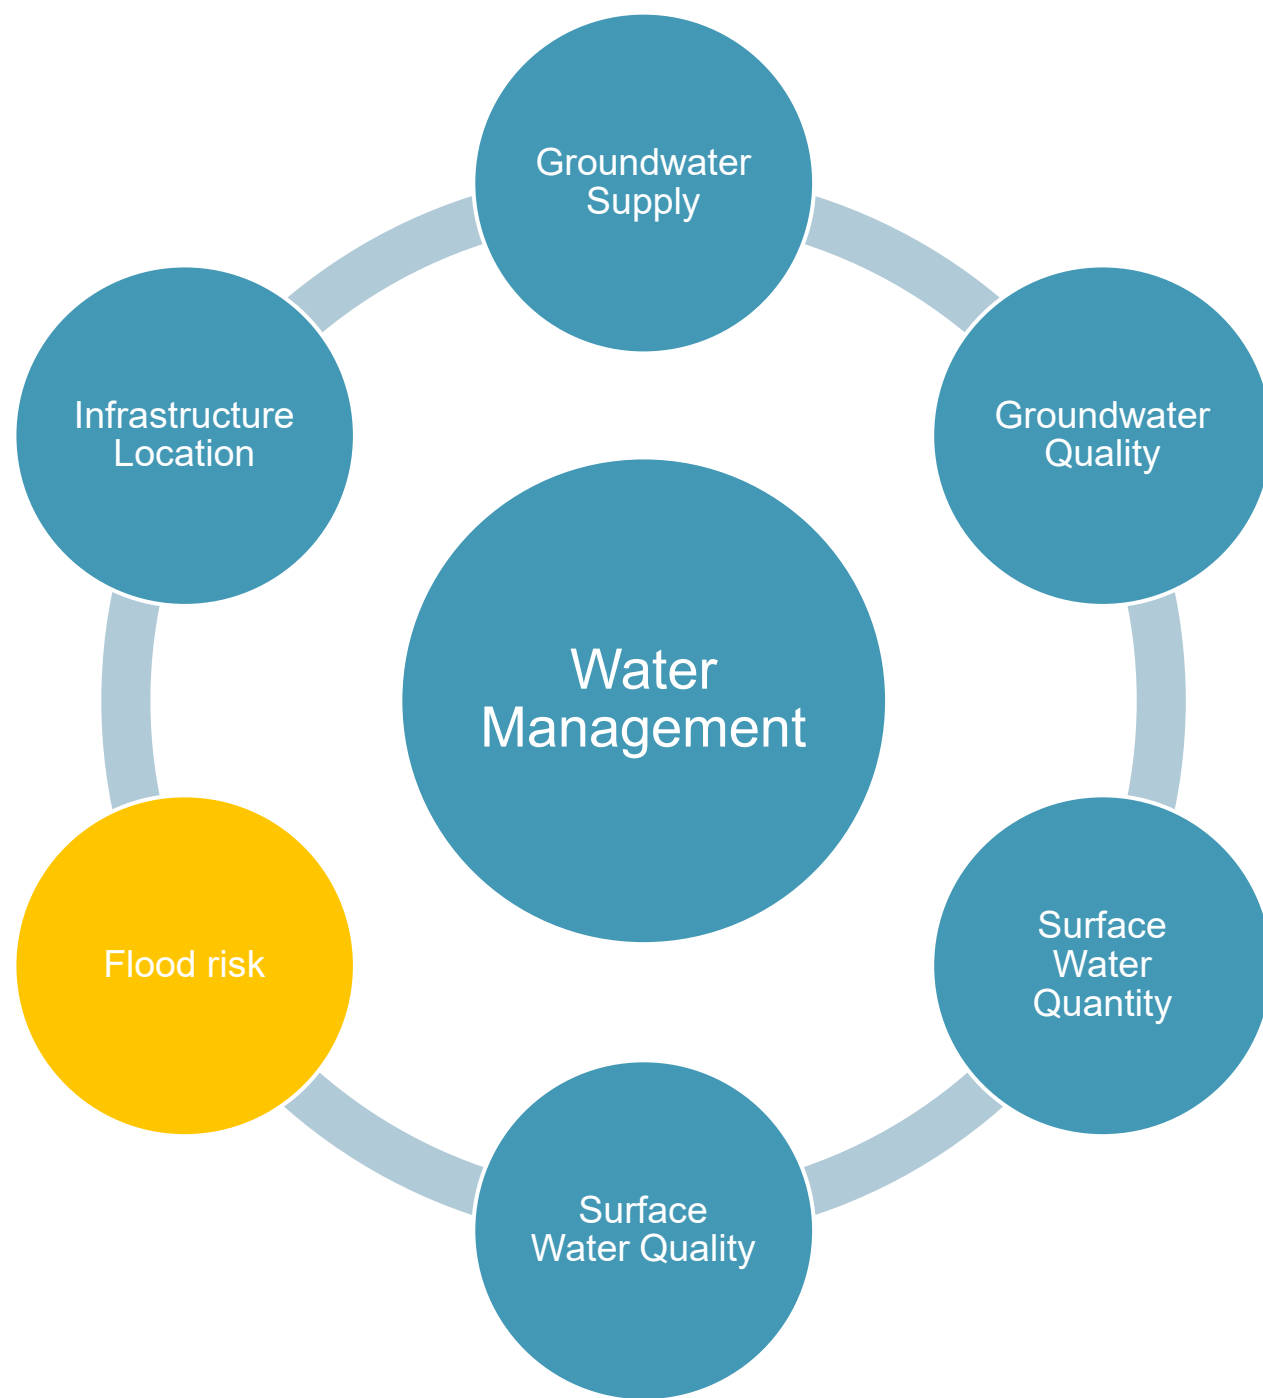 Groundwater
Supply
Groundwater
Quality
Surface
Water
Quantity
Surface
Water Quality
Flood risk
Infrastructure
Location
Water
Management